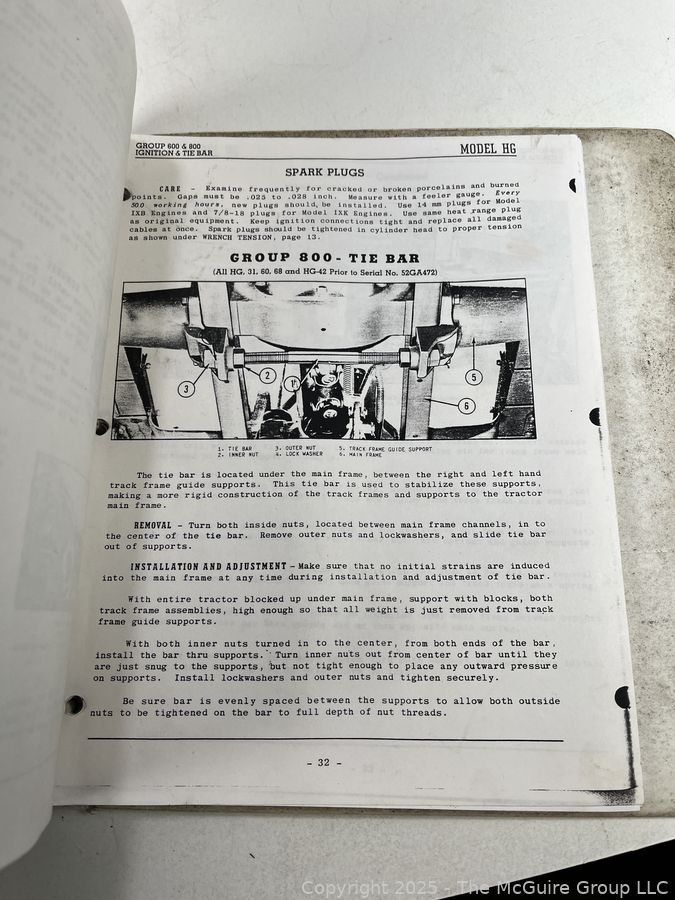 GROUP 600 & 800
IGNITION & TIE BAR
MODEL HG
SPARK PLUGS
CARE - Examine frequently for cracked or broken porcelains and burned
points. Gaps must be .025 to .028 inch. Measure with a feeler gauge. Every
500 working hours, new plugs should be installed. Use 14 mm plugs for Model
IXB Engines and 7/8-18 plugs for Model IXK Engines. Use same heat range plug
as original equipment. Keep ignition connections tight and replace all damaged
cables at once. Spark plugs should be tightened in cylinder head to proper tension
as shown under WRENCH TENSION, page 13.
GROUP 800 - TIE BAR
(All HG, 31, 60, 68 and HG-42 Prior to Serial No. 52GA472)
3
2
1
5
6
1. TIE BAR 3. OUTER NUT 5. TRACK FRAME GUIDE SUPPORT
2. INNER NUT 4. LOCK WASHER 6. MAIN FRAME
The tie bar is located under the main frame, between the right and left hand
track frame guide supports. This tie bar is used to stabilize these supports,
making a more rigid construction of the track frames and supports to the tractor
main frame.
REMOVAL - Turn both inside nuts, located between main frame channels, in to
the center of the tie bar. Remove outer nuts and lockwashers, and slide tie bar
out of supports.
INSTALLATION AND ADJUSTMENT - Make sure that no initial strains are induced
into the main frame at any time during installation and adjustment of tie bar.
With entire tractor blocked up under main frame, support with blocks, both
track frame assemblies, high enough so that all weight is just removed from track
frame guide supports.
With both inner nuts turned in to the center, from both ends of the bar,
install the bar thru supports. Turn inner nuts out from center of bar until they
are just snug to the supports, but not tight enough to place any outward pressure
on supports. Install lockwashers and outer nuts and tighten securely.
Be sure bar is evenly spaced between the supports to allow both outside
nuts to be tightened on the bar to full depth of nut threads.
- 32 -
Copyright 2025 - The McGuire Group LLC